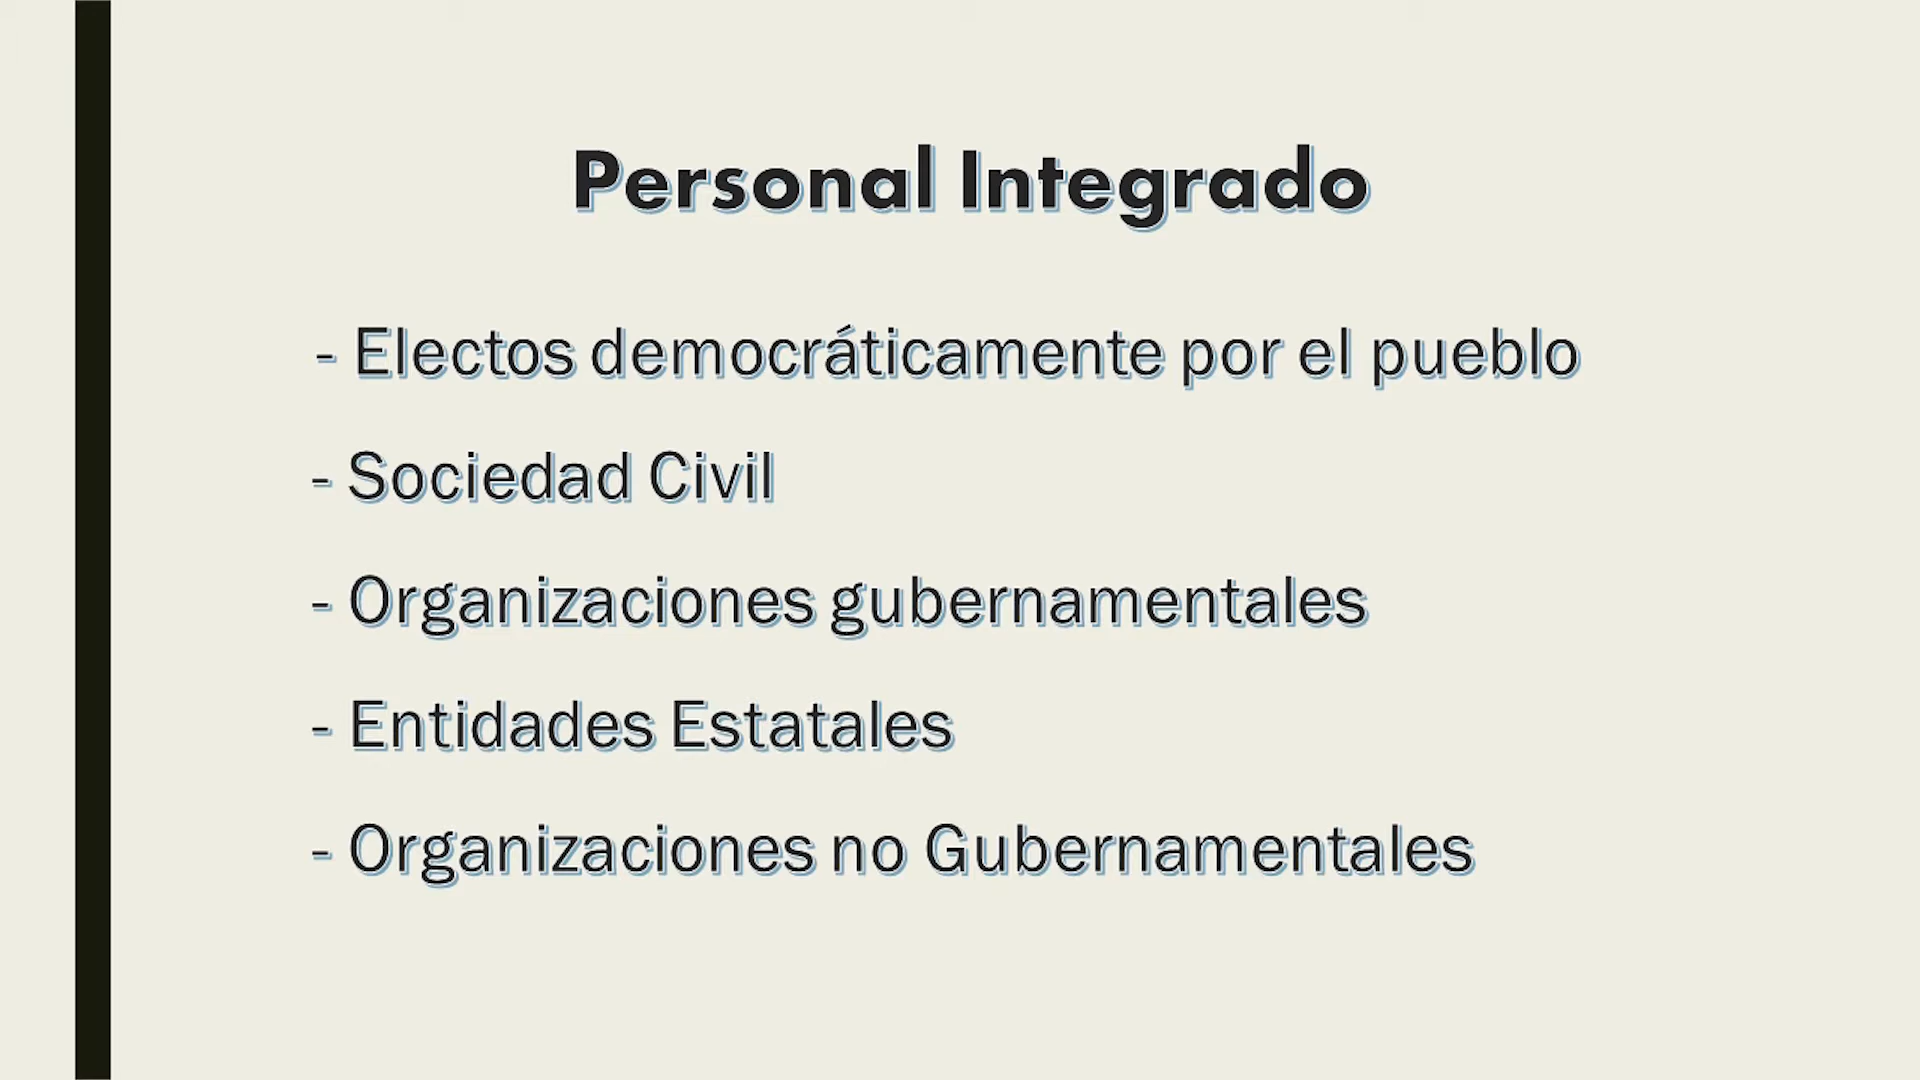 Personal Integrado
- Electos democráticamente por el pueblo
- Sociedad Civil
- Organizaciones gubernamentales
- Entidades Estatales
- Organizaciones no Gubernamentales